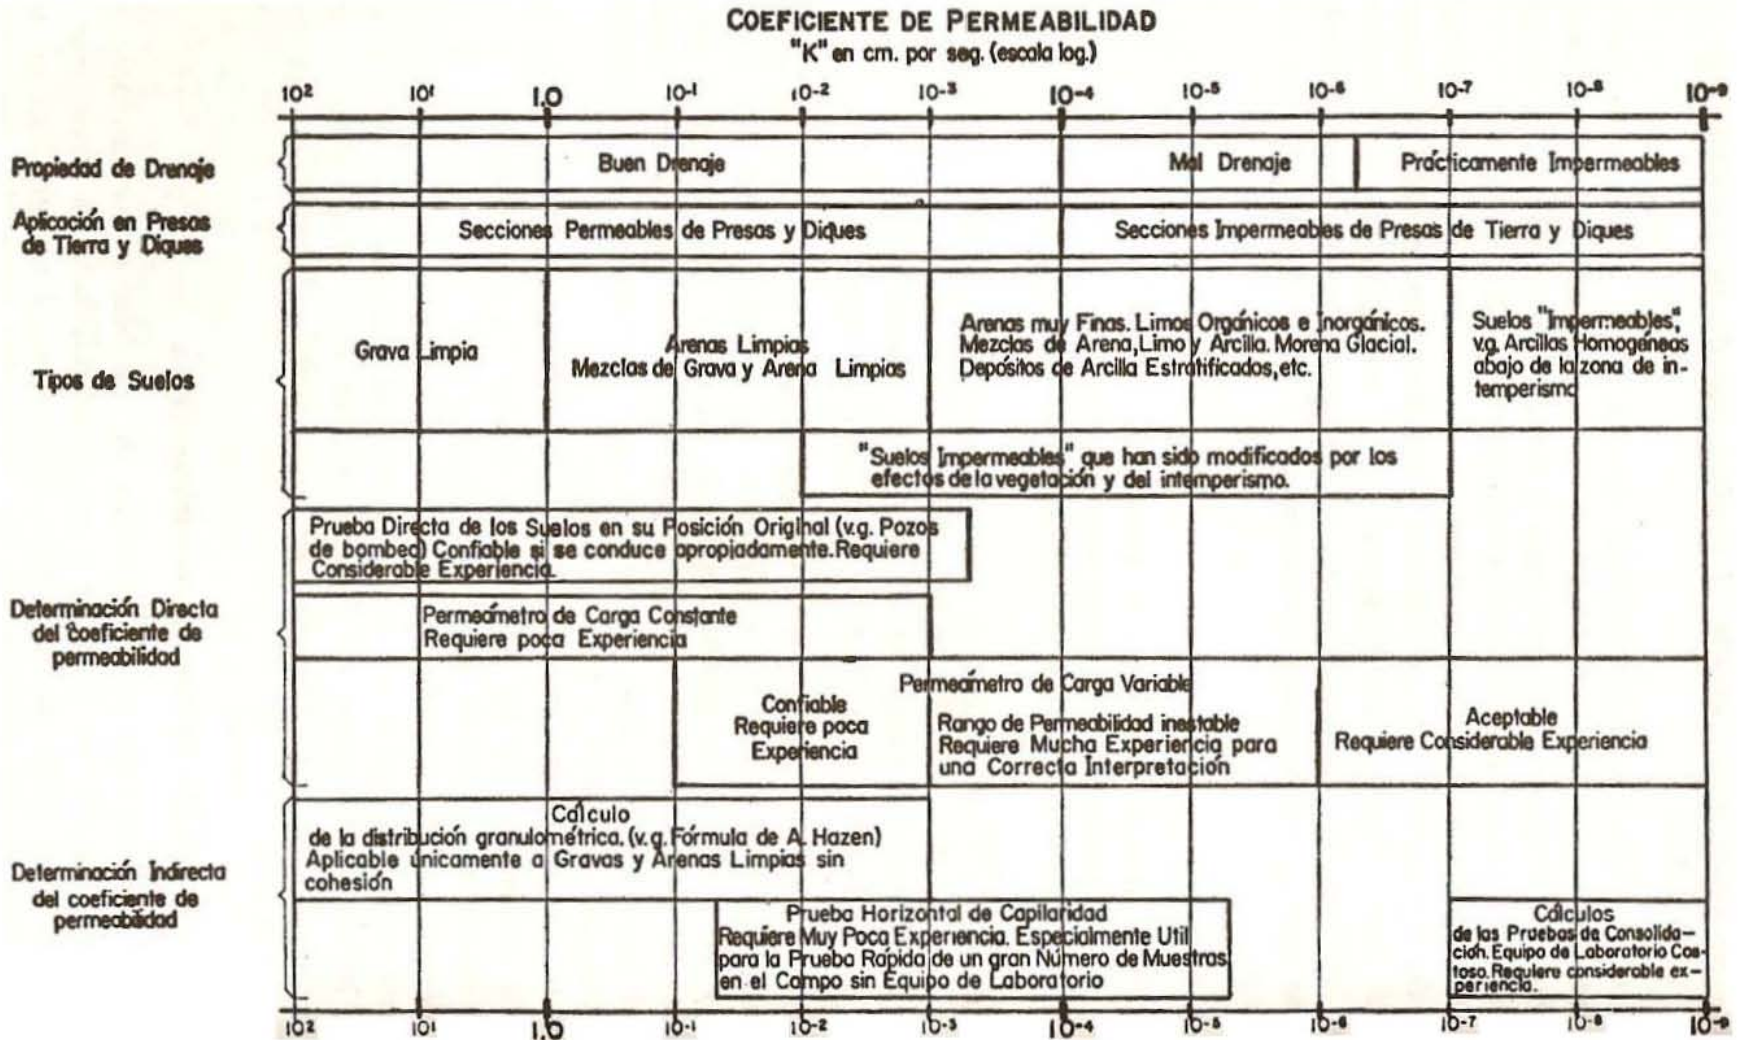 COEFICIENTE DE PERMEABILIDAD
"K" en cm. por seg. (escala log.)
10² 10¹ 1.0 10-1 10-2 10-3 10-4 10-5 10-6 10-7 10-8 10-9
Propiedad de Drenaje
Buen Drenaje
Mal Drenaje
Prácticamente Impermeables
Aplicación en Presas
de Tierra y Diques
Secciones Permeables de Presas y Diques
Secciones Impermeables de Presas de Tierra y Diques
Tipos de Suelos
Grava Limpia
Arenas Limpias
Mezclas de Grava y Arena Limpias
Arenas muy Finas. Limos Orgánicos e Inorgánicos.
Mezclas de Arena, Limo y Arcilla. Morena Glacial.
Depósitos de Arcilla Estratificados, etc.
Suelos "Impermeables",
v.g. Arcillas Homogéneas
abajo de la zona de in-
temperismo
"Suelos Impermeables" que han sido modificados por los
efectos de la vegetación y del intemperismo.
Determinación Directa
del coeficiente de
permeabilidad
Prueba Directa de los Suelos en su Posición Original (v.g. Pozos
de bombeo) Confiable si se conduce apropiadamente. Requiere
Considerable Experiencia.
Permeámetro de Carga Constante
Requiere poca Experiencia
Permeámetro de Carga Variable
Confiable
Requiere poca
Experiencia
Rango de Permeabilidad inestable
Requiere Mucha Experiencia para
una Correcta Interpretación
Aceptable
Requiere Considerable Experiencia
Determinación Indirecta
del coeficiente de
permeabilidad
Cálculo
de la distribución granulométrica. (v.g. Fórmula de A. Hazen)
Aplicable únicamente a Gravas y Arenas Limpias sin
cohesión
Prueba Horizontal de Capilaridad
Requiere Muy Poca Experiencia. Especialmente Util
para la Prueba Rápida de un gran Número de Muestras
en el Campo sin Equipo de Laboratorio
Cálculos
de las Pruebas de Consolida-
ción. Equipo de Laboratorio Cos-
toso. Requiere considerable ex-
periencia.
10² 10¹ 1.0 10-1 10-2 10-3 10-4 10-5 10-6 10-7 10-8 10-9